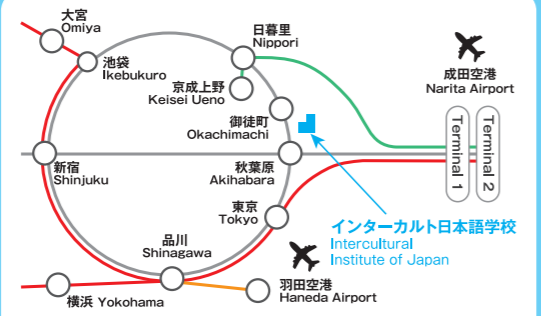 大宮
Omiya
池袋
Ikebukuro
日暮里
Nippori
京成上野
Keisei Ueno
御徒町
Okachimachi
成田空港
Narita Airport
Terminal 1
Terminal 2
新宿
Shinjuku
秋葉原
Akihabara
東京
Tokyo
インターカルト日本語学校
Intercultural
Institute of Japan
品川
Shinagawa
羽田空港
Haneda Airport
横浜 Yokohama